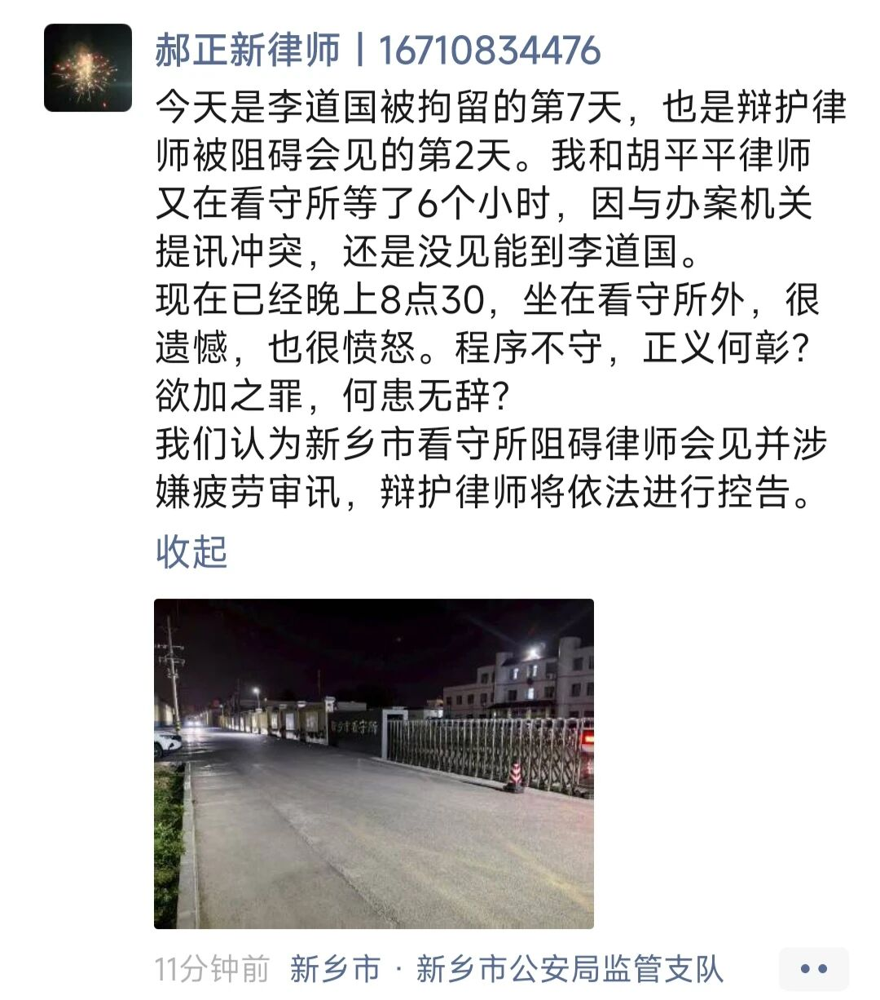 郝正新律师丨16710834476
今天是李道国被拘留的第7天，也是辩护律
师被阻碍会见的第2天。我和胡平平律师
又在看守所等了6个小时，因与办案机关
提讯冲突，还是没见能到李道国。
现在已经晚上8点30，坐在看守所外，很
遗憾，也很愤怒。程序不守，正义何彰?
欲加之罪，何患无辞?
我们认为新乡市看守所阻碍律师会见并涉
嫌疲劳审讯，辩护律师将依法进行控告。
收起
新乡市看守所
11分钟前 新乡市 · 新乡市公安局监管支队